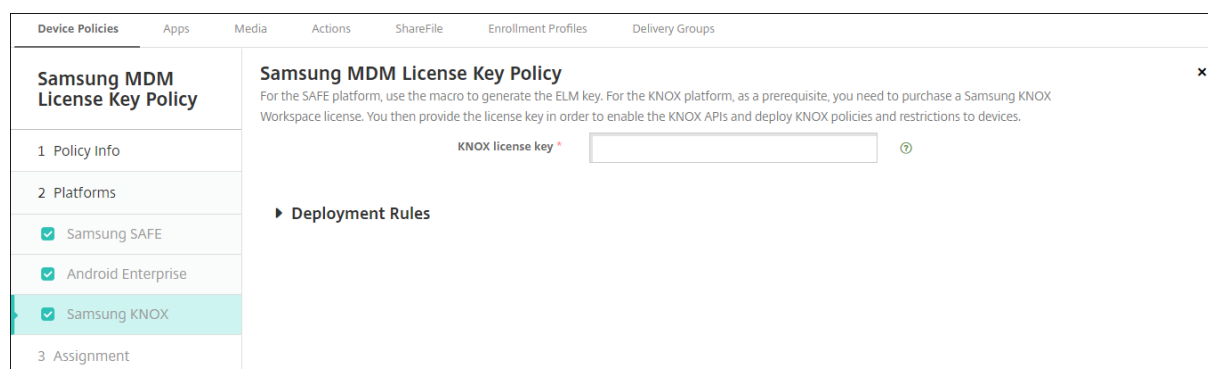 Device Policies Apps Media Actions ShareFile Enrollment Profiles Delivery Groups
Samsung MDM
License Key Policy
1 Policy Info
2 Platforms
Samsung SAFE
Android Enterprise
Samsung KNOX
3 Assignment
Samsung MDM License Key Policy
For the SAFE platform, use the macro to generate the ELM key. For the KNOX platform, as a prerequisite, you need to purchase a Samsung KNOX
Workspace license. You then provide the license key in order to enable the KNOX APIs and deploy KNOX policies and restrictions to devices.
KNOX license key *
Deployment Rules